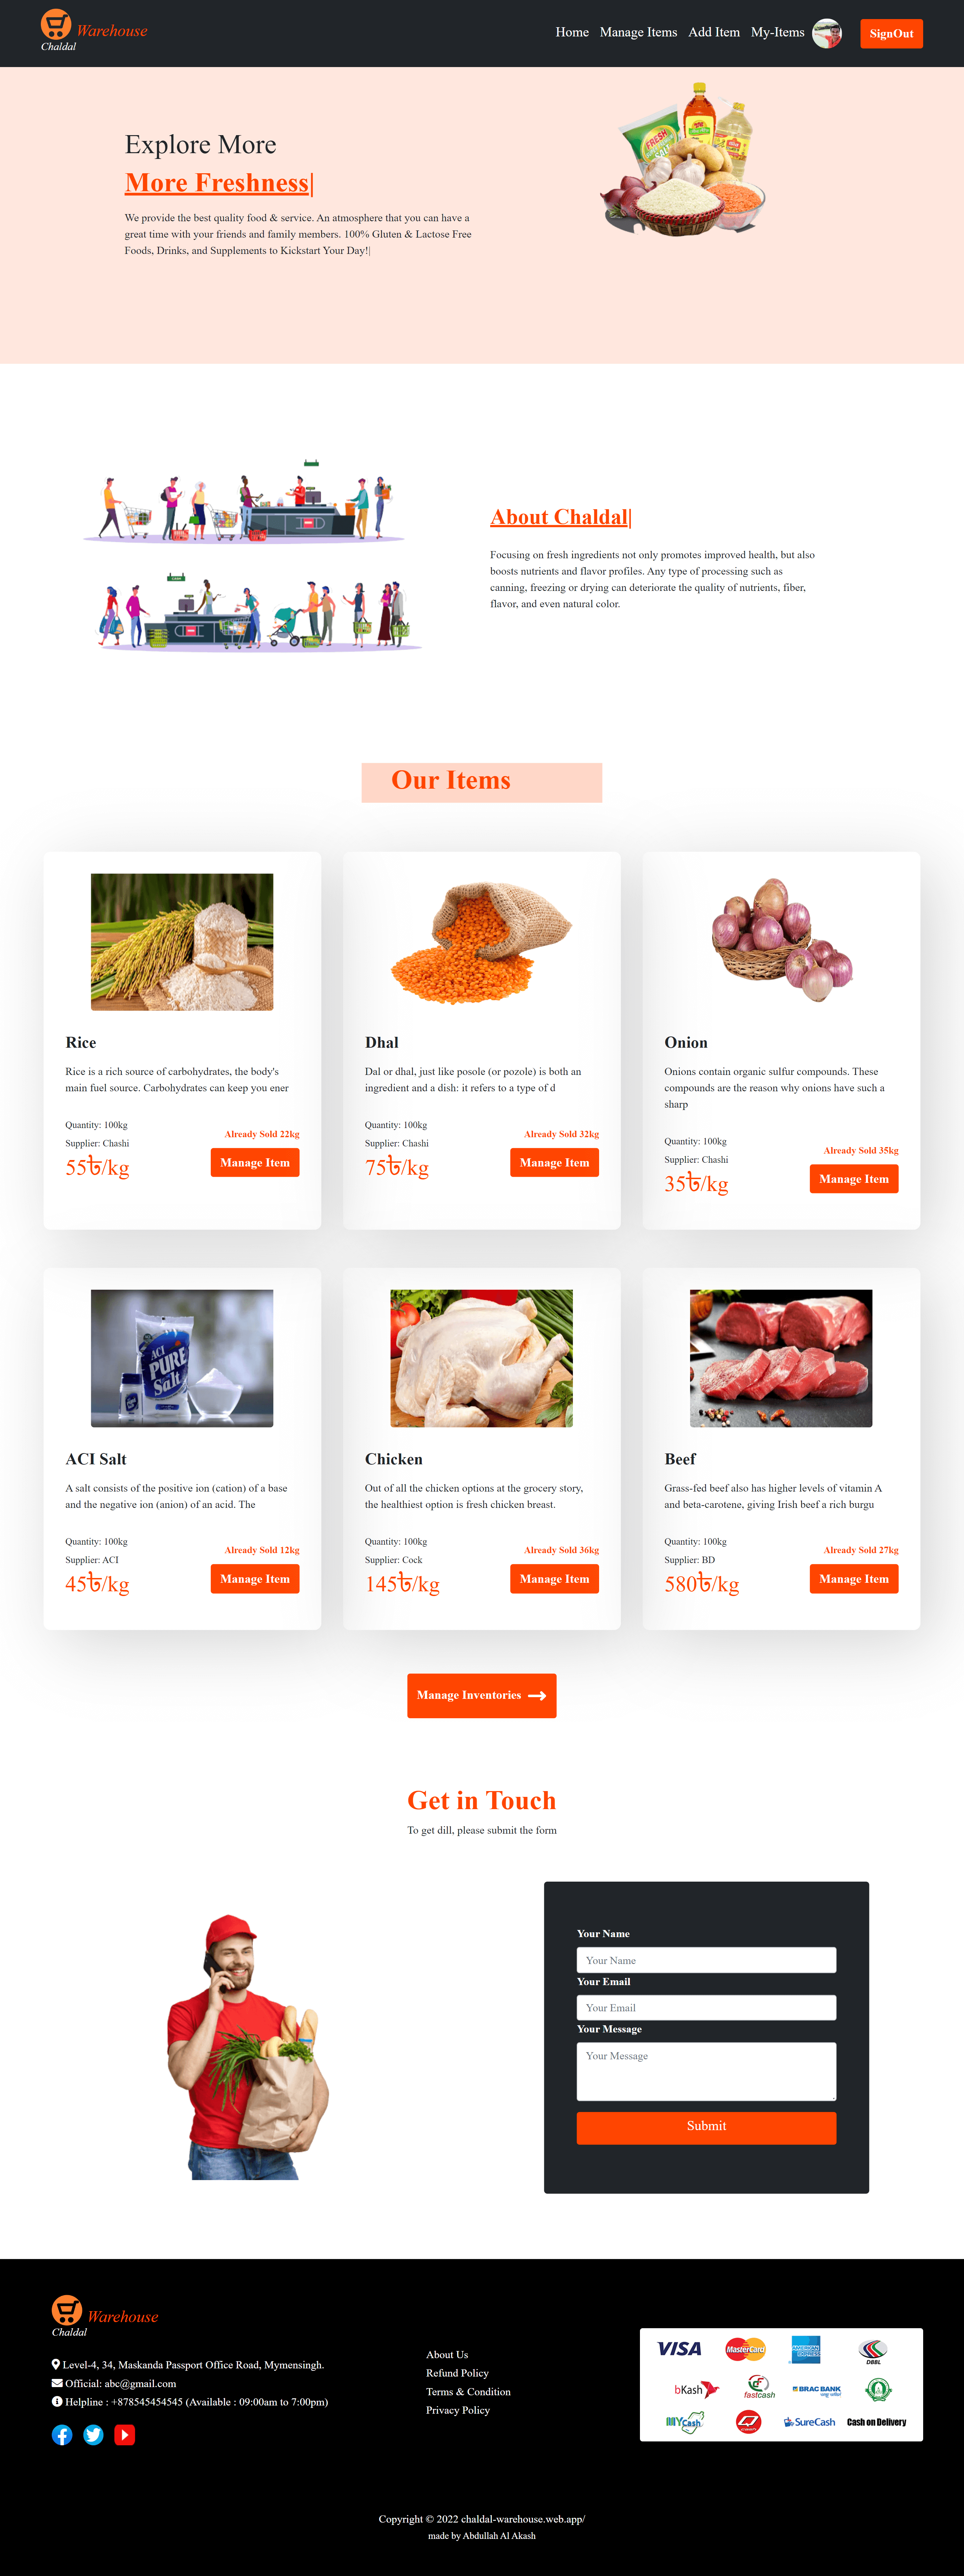 Warehouse
Chaldal
Home Manage Items Add Item My-Items SignOut
Explore More
More Freshness|
We provide the best quality food & service. An atmosphere that you can have a
great time with your friends and family members. 100% Gluten & Lactose Free
Foods, Drinks, and Supplements to Kickstart Your Day!|
FRESH
About Chaldal|
Focusing on fresh ingredients not only promotes improved health, but also
boosts nutrients and flavor profiles. Any type of processing such as
canning, freezing or drying can deteriorate the quality of nutrients, fiber,
flavor, and even natural color.
Our Items
Rice
Rice is a rich source of carbohydrates, the body's
main fuel source. Carbohydrates can keep you ener
Quantity: 100kg
Supplier: Chashi
Already Sold 22kg
55৳/kg
Manage Item
Dhal
Dal or dhal, just like posole (or pozole) is both an
ingredient and a dish: it refers to a type of d
Quantity: 100kg
Supplier: Chashi
Already Sold 32kg
75৳/kg
Manage Item
Onion
Onions contain organic sulfur compounds. These
compounds are the reason why onions have such a
sharp
Quantity: 100kg
Supplier: Chashi
Already Sold 35kg
35৳/kg
Manage Item
ACI
PURE
Salt
ACI Salt
A salt consists of the positive ion (cation) of a base
and the negative ion (anion) of an acid. The
Quantity: 100kg
Supplier: ACI
Already Sold 12kg
45৳/kg
Manage Item
Chicken
Out of all the chicken options at the grocery story,
the healthiest option is fresh chicken breast.
Quantity: 100kg
Supplier: Cock
Already Sold 36kg
145৳/kg
Manage Item
Beef
Grass-fed beef also has higher levels of vitamin A
and beta-carotene, giving Irish beef a rich burgu
Quantity: 100kg
Supplier: BD
Already Sold 27kg
580৳/kg
Manage Item
Manage Inventories
Get in Touch
To get dill, please submit the form
Your Name
Your Name
Your Email
Your Email
Your Message
Your Message
Submit
Warehouse
Chaldal
Level-4, 34, Maskanda Passport Office Road, Mymensingh.
Official: abc@gmail.com
Helpline : +878545454545 (Available : 09:00am to 7:00pm)
About Us
Refund Policy
Terms & Condition
Privacy Policy
VISA MasterCard AMERICAN EXPRESS DBBL
bKash fastcash BRAC BANK
MYCash SureCash Cash on Delivery
Copyright © 2022 chaldal-warehouse.web.app/
made by Abdullah Al Akash